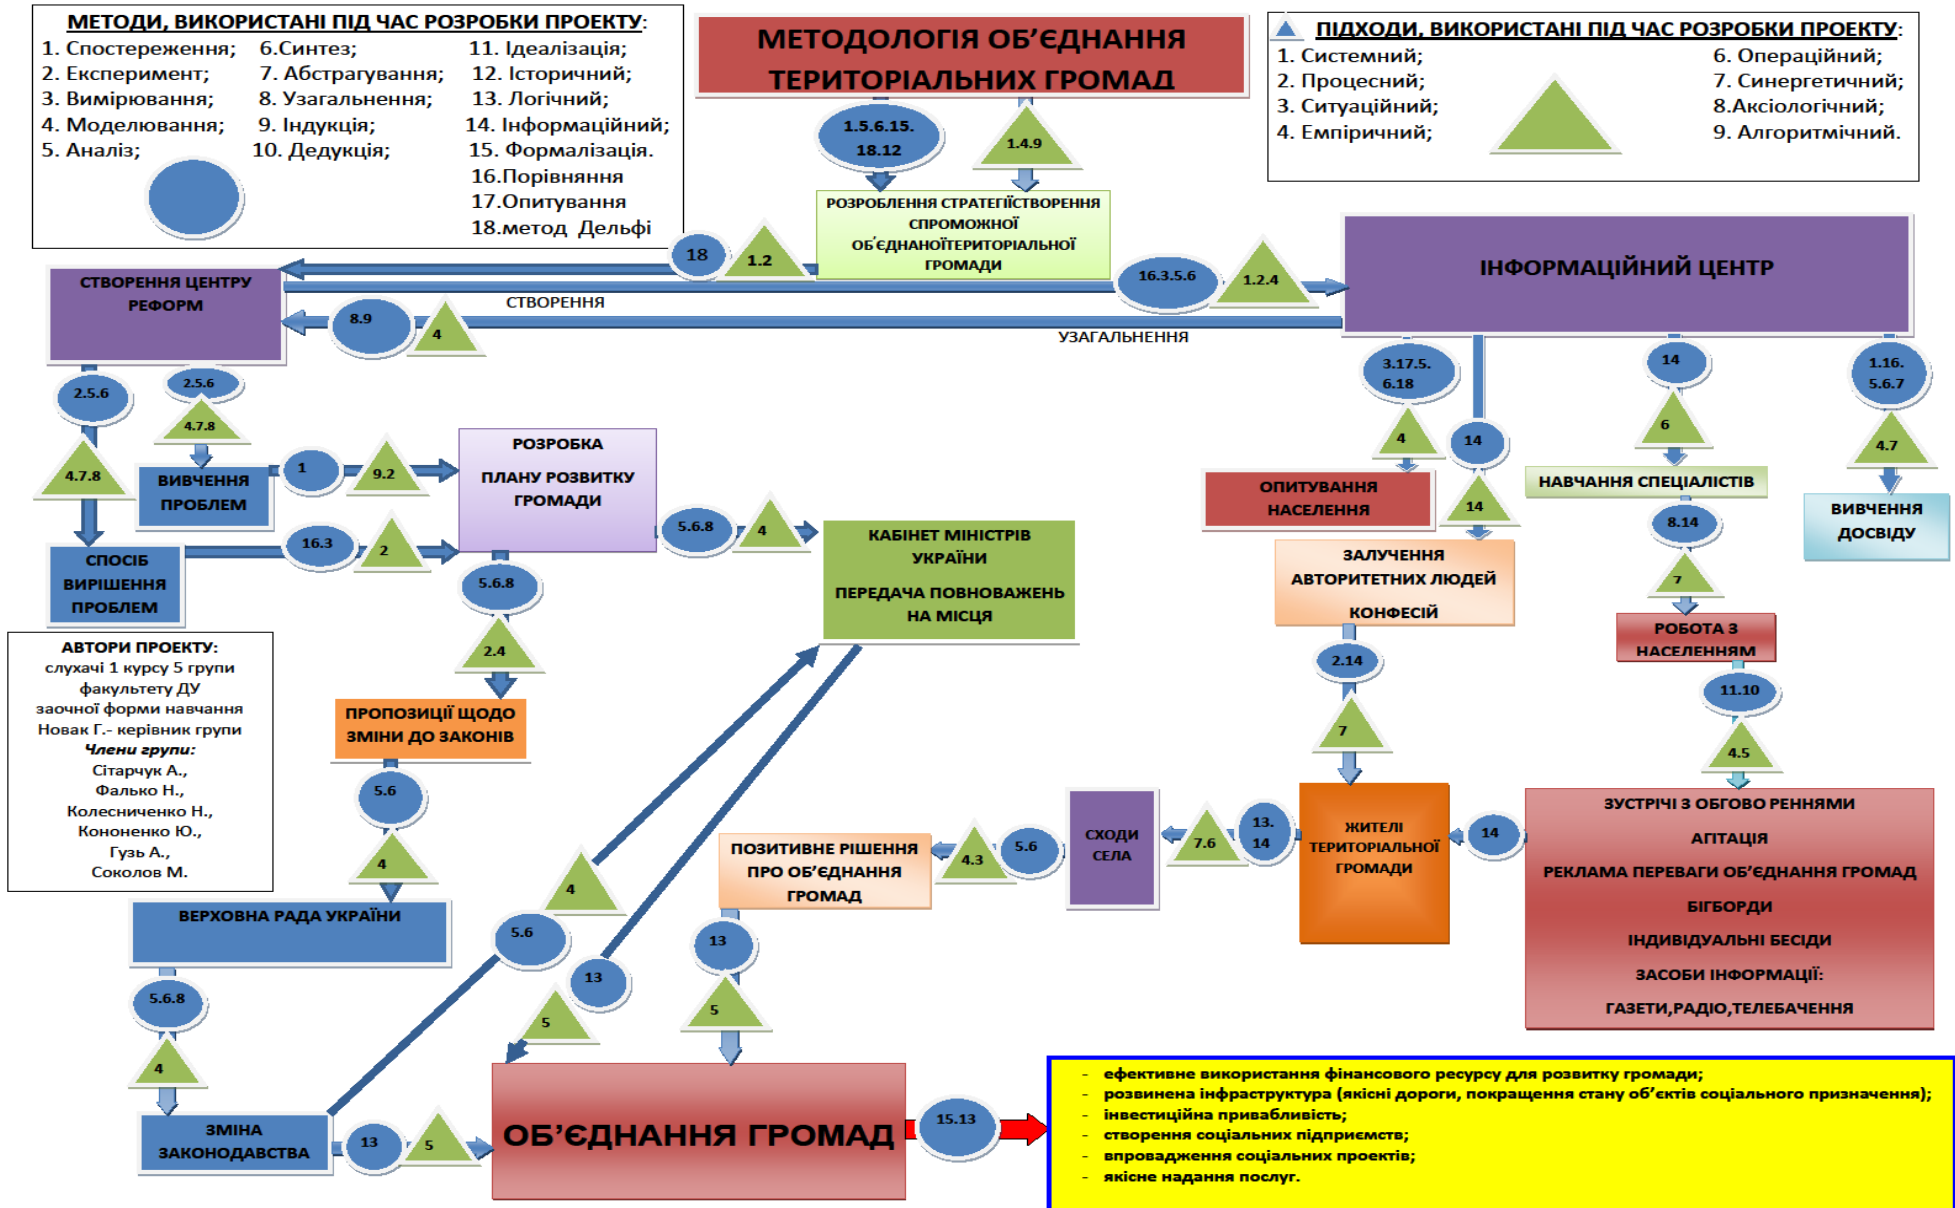 МЕТОДИ, ВИКОРИСТАНІ ПІД ЧАС РОЗРОБКИ ПРОЕКТУ:
1. Спостереження; 6.Синтез; 11. Ідеалізація;
2. Експеримент; 7. Абстрагування; 12. Історичний;
3. Вимірювання; 8. Узагальнення; 13. Логічний;
4. Моделювання; 9. Індукція; 14. Інформаційний;
5. Аналіз; 10. Дедукція; 15. Формалізація.
16.Порівняння
17.Опитування
18.метод Дельфі
МЕТОДОЛОГІЯ ОБ’ЄДНАННЯ
ТЕРИТОРІАЛЬНИХ ГРОМАД
ПІДХОДИ, ВИКОРИСТАНІ ПІД ЧАС РОЗРОБКИ ПРОЕКТУ:
1. Системний; 6. Операційний;
2. Процесний; 7. Синергетичний;
3. Ситуаційний; 8.Аксіологічний;
4. Емпіричний; 9. Алгоритмічний.
1.5.6.15.
18.12
1.4.9
РОЗРОБЛЕННЯ СТРАТЕГІЇСТВОРЕННЯ
СПРОМОЖНОЇ
ОБ'ЄДНАНОЇТЕРИТОРІАЛЬНОЇ
ГРОМАДИ
18
1.2
16.3.5.6
1.2.4
СТВОРЕННЯ ЦЕНТРУ
РЕФОРМ
СТВОРЕННЯ
8.9
4
УЗАГАЛЬНЕННЯ
ІНФОРМАЦІЙНИЙ ЦЕНТР
2.5.6
2.5.6
4.7.8
4.7.8
ВИВЧЕННЯ
ПРОБЛЕМ
1
9.2
СПОСІБ
ВИРІШЕННЯ
ПРОБЛЕМ
16.3
2
РОЗРОБКА
ПЛАНУ РОЗВИТКУ
ГРОМАДИ
5.6.8
4
КАБІНЕТ МІНІСТРІВ
УКРАЇНИ
ПЕРЕДАЧА ПОВНОВАЖЕНЬ
НА МІСЦЯ
5.6.8
2.4
3.17.5.
6.18
4
ОПИТУВАННЯ
НАСЕЛЕННЯ
14
14
ЗАЛУЧЕННЯ
АВТОРИТЕТНИХ ЛЮДЕЙ
КОНФЕСІЙ
14
6
НАВЧАННЯ СПЕЦІАЛІСТІВ
8.14
7
РОБОТА З
НАСЕЛЕННЯМ
1.16.
5.6.7
4.7
ВИВЧЕННЯ
ДОСВІДУ
АВТОРИ ПРОЕКТУ:
слухачі 1 курсу 5 групи
факультету ДУ
заочної форми навчання
Новак Г.- керівник групи
Члени групи:
Сітарчук А.,
Фалько Н.,
Колесниченко Н.,
Кононенко Ю.,
Гузь А.,
Соколов М.
ПРОПОЗИЦІЇ ЩОДО
ЗМІНИ ДО ЗАКОНІВ
5.6
4
ВЕРХОВНА РАДА УКРАЇНИ
5.6.8
4
ЗМІНА
ЗАКОНОДАВСТВА
13
5
4
5.6
13
5
2.14
7
11.10
4.5
ЗУСТРІЧІ З ОБГОВО РЕННЯМИ
АГІТАЦІЯ
РЕКЛАМА ПЕРЕВАГИ ОБ’ЄДНАННЯ ГРОМАД
БІГБОРДИ
ІНДИВІДУАЛЬНІ БЕСІДИ
ЗАСОБИ ІНФОРМАЦІЇ:
ГАЗЕТИ,РАДІО,ТЕЛЕБАЧЕННЯ
14
ЖИТЕЛІ
ТЕРИТОРІАЛЬНОЇ
ГРОМАДИ
13.
14
7.6
СХОДИ
СЕЛА
5.6
4.3
ПОЗИТИВНЕ РІШЕННЯ
ПРО ОБ’ЄДНАННЯ
ГРОМАД
13
5
ОБ’ЄДНАННЯ ГРОМАД
15.13
- ефективне використання фінансового ресурсу для розвитку громади;
- розвинена інфраструктура (якісні дороги, покращення стану об’єктів соціального призначення);
- інвестиційна привабливість;
- створення соціальних підприємств;
- впровадження соціальних проектів;
- якісне надання послуг.